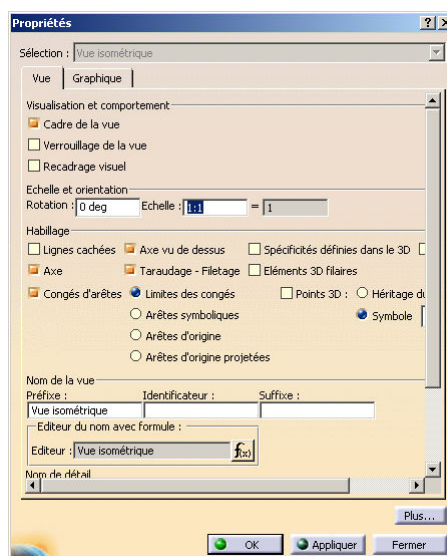 Propriétés
Sélection : Vue isométrique
Vue Graphique
Visualisation et comportement
Cadre de la vue
Verrouillage de la vue
Recadrage visuel
Echelle et orientation
Rotation : 0 deg Echelle : 1:1 = 1
Habillage
Lignes cachées Axe vu de dessus Spécificités définies dans le 3D
Axe Taraudage - Filetage Eléments 3D filaires
Congés d'arêtes Limites des congés Points 3D : Héritage du
Arêtes symboliques Symbole
Arêtes d'origine
Arêtes d'origine projetées
Nom de la vue
Préfixe : Identificateur : Suffixe :
Vue isométrique
Editeur du nom avec formule :
Editeur : Vue isométrique f(x)
Nom de détail
Plus...
OK Appliquer Fermer